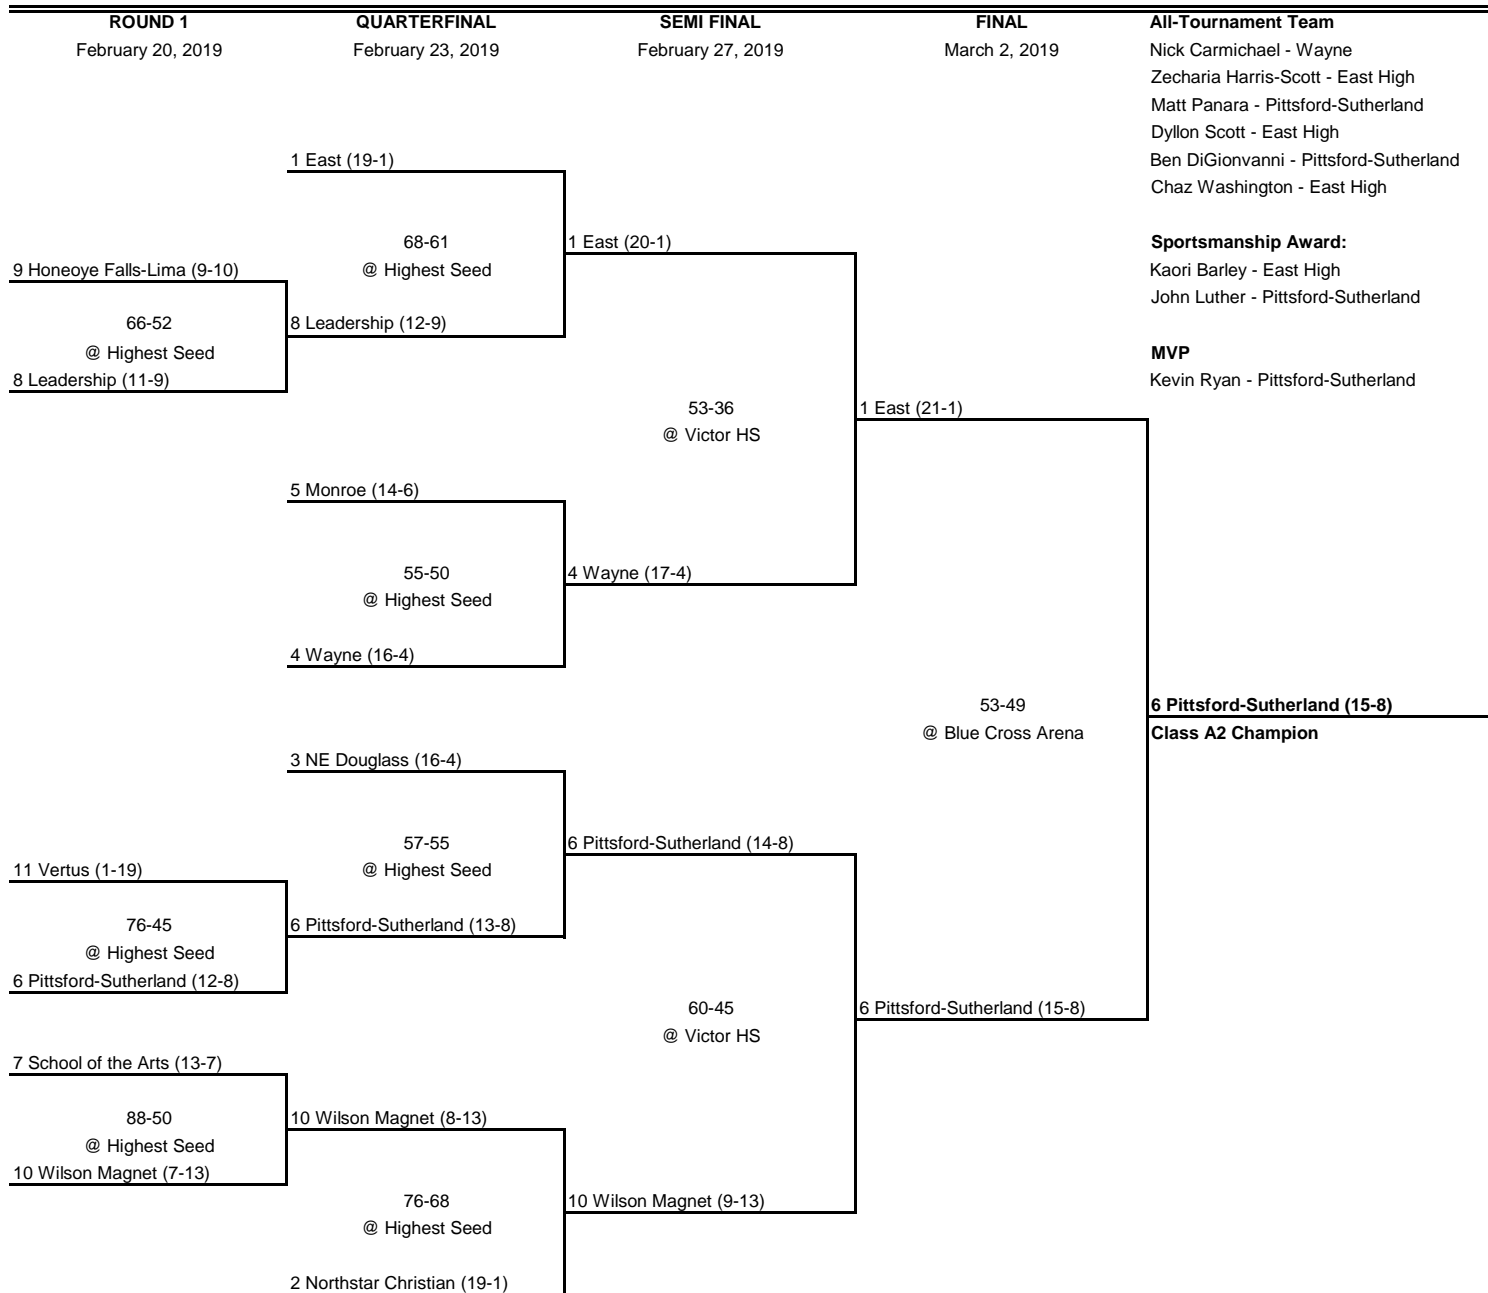 ROUND 1
February 20, 2019
QUARTERFINAL
February 23, 2019
SEMI FINAL
February 27, 2019
FINAL
March 2, 2019
All-Tournament Team
Nick Carmichael - Wayne
Zecharia Harris-Scott - East High
Matt Panara - Pittsford-Sutherland
Dyllon Scott - East High
Ben DiGionvanni - Pittsford-Sutherland
Chaz Washington - East High
Sportsmanship Award:
Kaori Barley - East High
John Luther - Pittsford-Sutherland
MVP
Kevin Ryan - Pittsford-Sutherland
9 Honeoye Falls-Lima (9-10)
66-52
@ Highest Seed
8 Leadership (11-9)
11 Vertus (1-19)
76-45
@ Highest Seed
6 Pittsford-Sutherland (12-8)
7 School of the Arts (13-7)
88-50
@ Highest Seed
10 Wilson Magnet (7-13)
1 East (19-1)
68-61
@ Highest Seed
8 Leadership (12-9)
5 Monroe (14-6)
55-50
@ Highest Seed
4 Wayne (16-4)
3 NE Douglass (16-4)
57-55
@ Highest Seed
6 Pittsford-Sutherland (13-8)
10 Wilson Magnet (8-13)
76-68
@ Highest Seed
2 Northstar Christian (19-1)
1 East (20-1)
53-36
@ Victor HS
4 Wayne (17-4)
6 Pittsford-Sutherland (14-8)
60-45
@ Victor HS
10 Wilson Magnet (9-13)
1 East (21-1)
53-49
@ Blue Cross Arena
6 Pittsford-Sutherland (15-8)
6 Pittsford-Sutherland (15-8)
Class A2 Champion